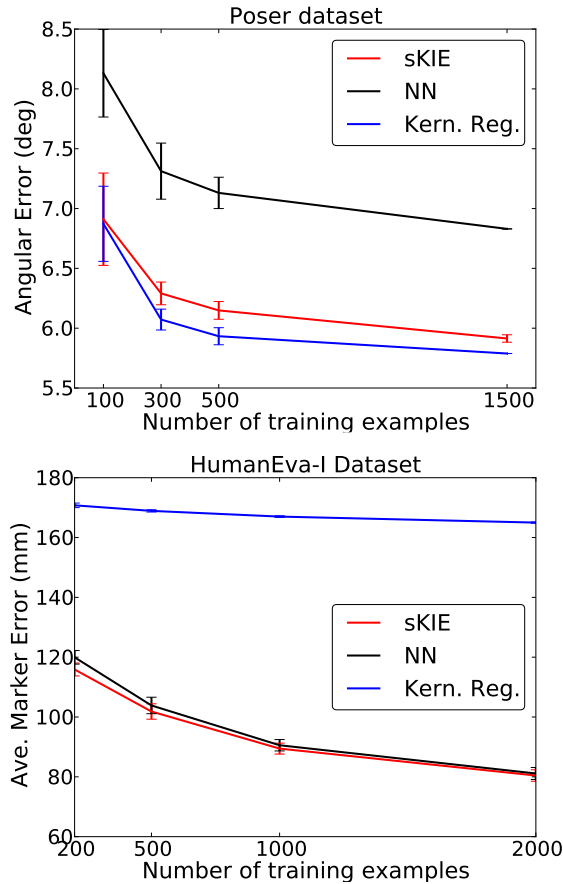 Poser dataset
8.5
8.0
7.5
7.0
6.5
6.0
5.5
Angular Error (deg)
sKIE
NN
Kern. Reg.
100 300 500 1500
Number of training examples
HumanEva-I Dataset
180
160
140
120
100
80
60
Ave. Marker Error (mm)
sKIE
NN
Kern. Reg.
200 500 1000 2000
Number of training examples